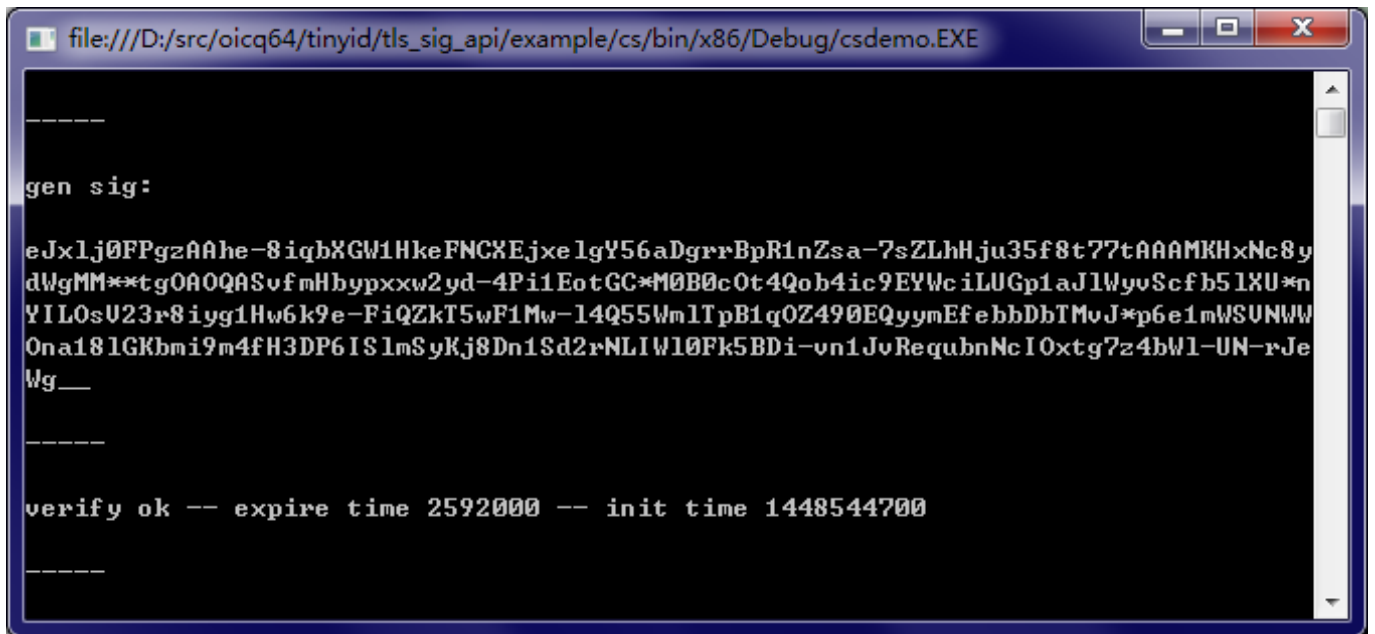 file:///D:/src/oicq64/tinyid/tls_sig_api/example/cs/bin/x86/Debug/csdemo.EXE
-----
gen sig:
eJxlj0FPgzAAhe-8iqbXGW1HkeFNCXEjxelgY56aDgrrBpR1nZsa-7sZLhHju35f8t77tAAAMKHxNc8y
dWgMM**tgOAOQASvfmHbypxxw2yd-4Pi1EotGC*M0B0cOt4Qob4ic9EYWciLUGp1aJlWyvScfb5lXU*n
YILOsV23r8iyg1Hw6k9e-FiQZkT5wF1Mw-l4Q55WmlTpB1qOZ490EQyymEfebbDbTMvJ*p6e1mWSVNWW
Ona18lGKbmi9m4fH3DP6ISlmSyKj8Dn1Sd2rNLIWl0Fk5BDi-vn1JvRequbnNcIOxtg7z4bWl-UN-rJe
Wg__
-----
verify ok -- expire time 2592000 -- init time 1448544700
-----